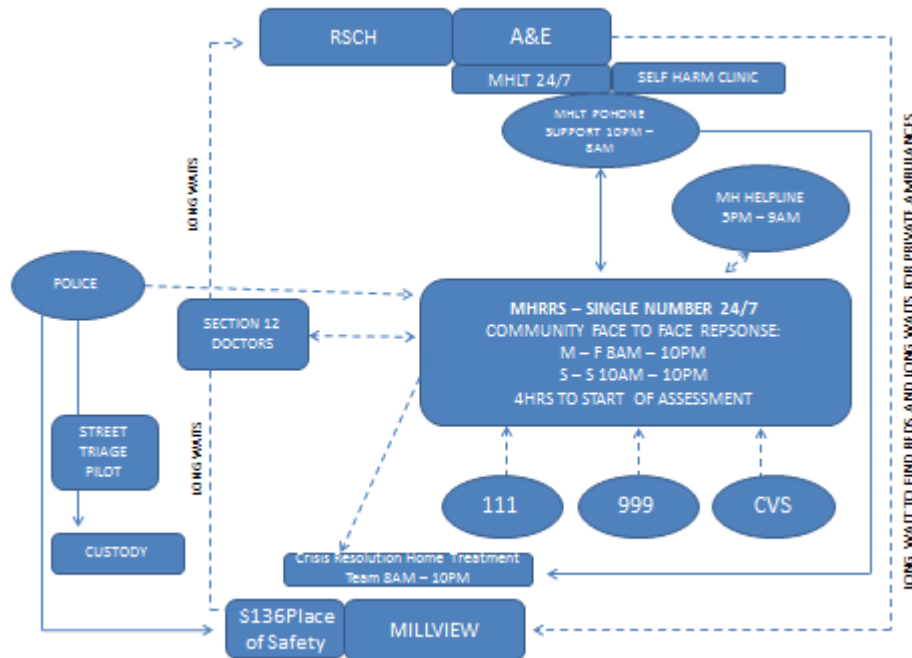 RSCH
A&E
MHLT 24/7
SELF HARM CLINIC
MHLT POHONE
SUPPORT 10PM –
8AM
MH HELPLINE
5PM – 9AM
LONG WAITS
POLICE
SECTION 12
DOCTORS
MHRRS – SINGLE NUMBER 24/7
COMMUNITY FACE TO FACE REPSONSE:
M – F 8AM – 10PM
S – S 10AM – 10PM
4HRS TO START OF ASSESSMENT
STREET
TRIAGE
PILOT
LONG WAITS
111
999
CVS
CUSTODY
Crisis Resolution Home Treatment
Team 8AM – 10PM
S136Place
of Safety
MILLVIEW
LONG WAIT TO FIND BEDS AND LONG WAITS FOR PRIVATE AMBULANCES